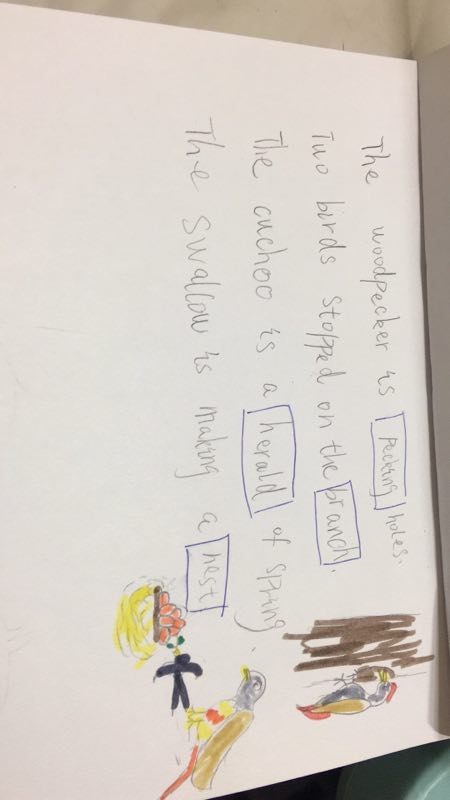 The woodpecker is pecking holes.
Two birds stopped on the branch.
The cuchoo is a herald of spring.
The swallow is making a nest